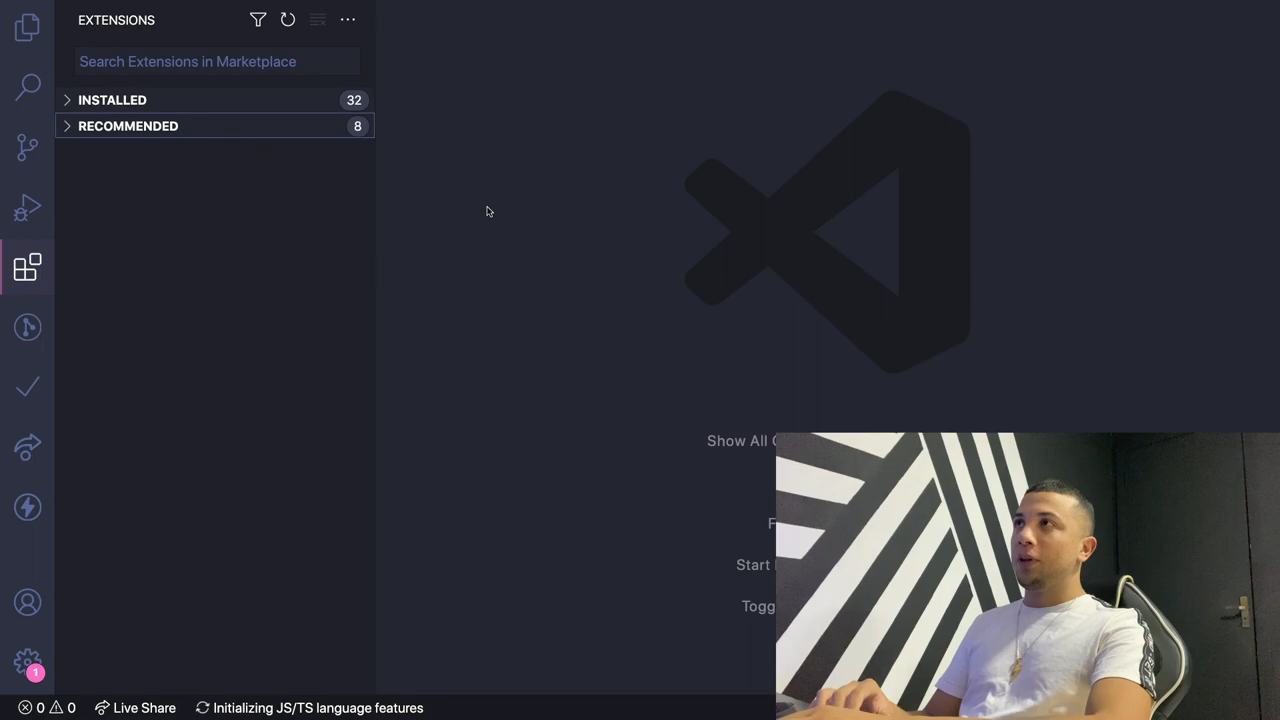 EXTENSIONS
Search Extensions in Marketplace
INSTALLED 32
RECOMMENDED 8
Show All
Start
1
0 0 Live Share Initializing JS/TS language features